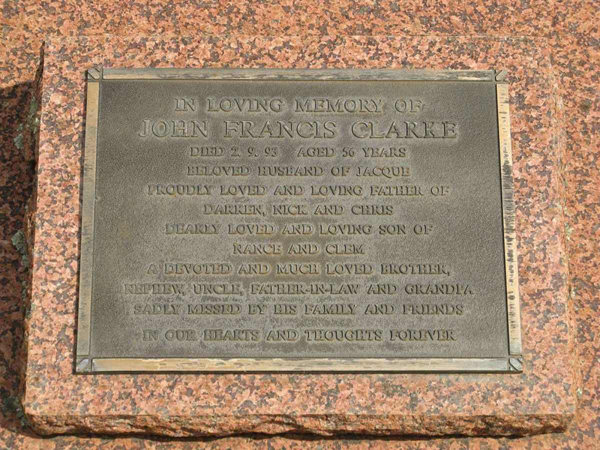 IN LOVING MEMORY OF
JOHN FRANCIS CLARKE
DIED 2. 9. 93 AGED 56 YEARS
BELOVED HUSBAND OF JACQUE
PROUDLY LOVED AND LOVING FATHER OF
DARREN, NICK AND CHRIS
DEARLY LOVED AND LOVING SON OF
NANCE AND CLEM
A DEVOTED AND MUCH LOVED BROTHER,
NEPHEW, UNCLE, FATHER-IN-LAW AND GRANDPA
SADLY MISSED BY HIS FAMILY AND FRIENDS
IN OUR HEARTS AND THOUGHTS FOREVER